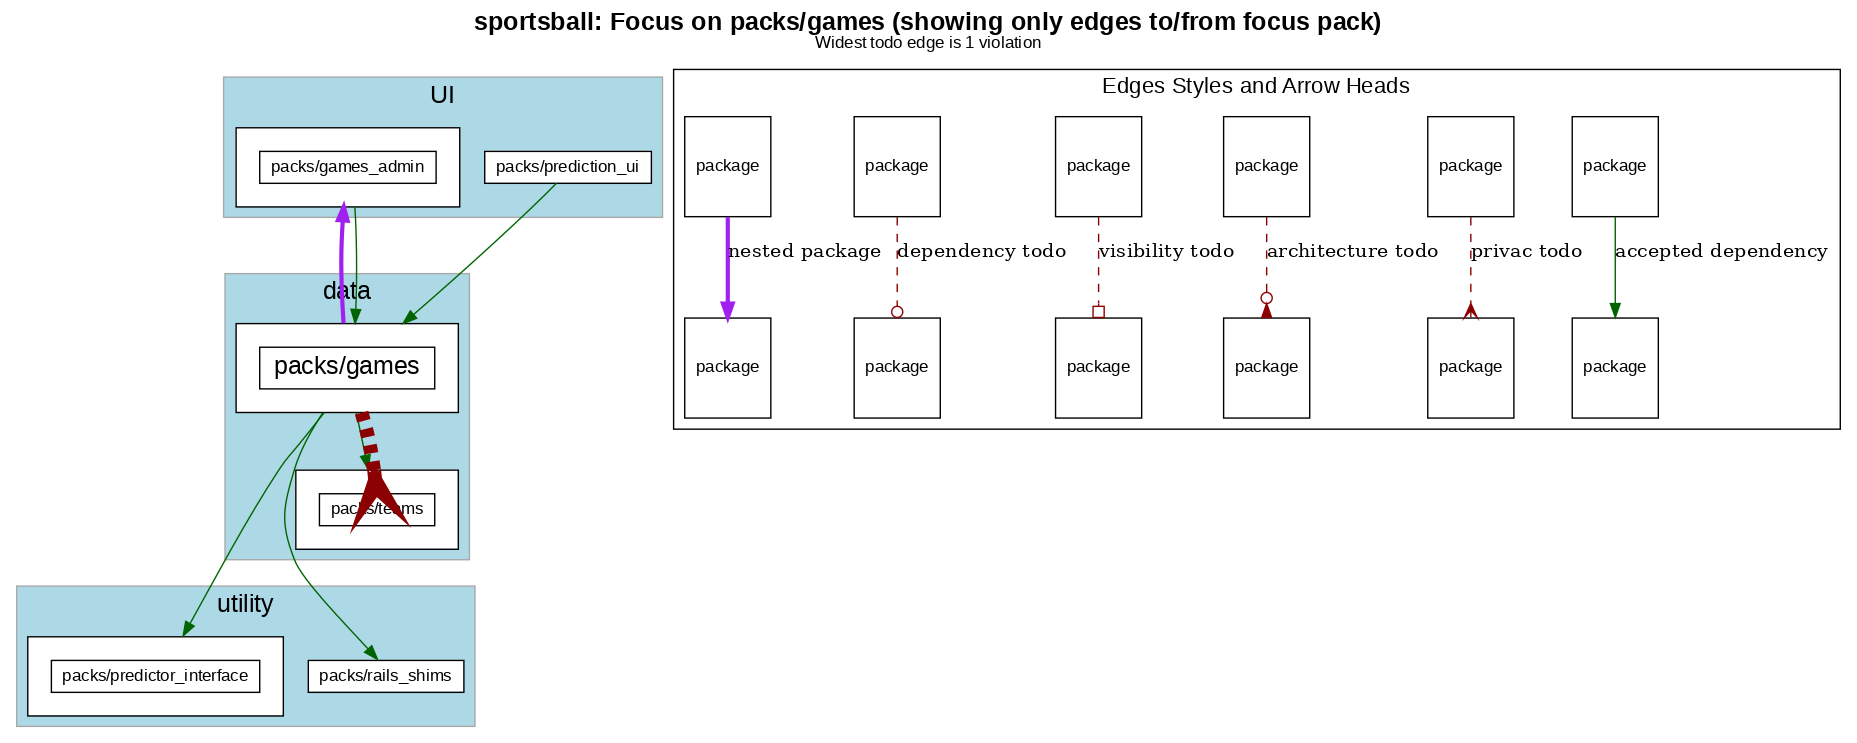 sportsball: Focus on packs/games (showing only edges to/from focus pack)
Widest todo edge is 1 violation
UI
packs/games_admin
packs/prediction_ui
data
packs/games
packs/teams
utility
packs/predictor_interface
packs/rails_shims
Edges Styles and Arrow Heads
package package package package package package
nested package dependency todo visibility todo architecture todo privac todo accepted dependency
package package package package package package